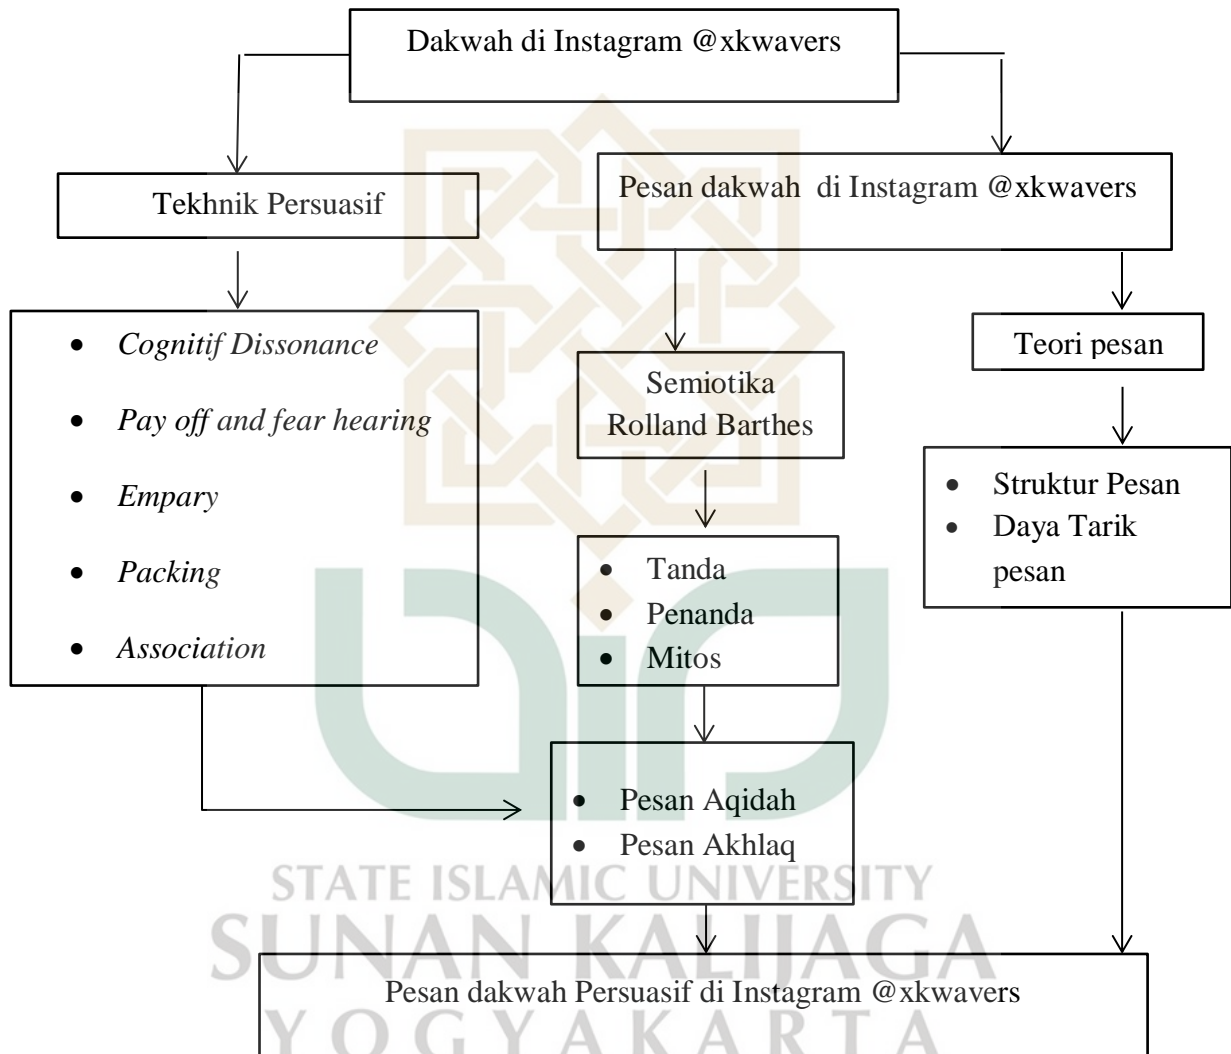 Dakwah di Instagram @xkwavers
Tekhnik Persuasif
Pesan dakwah di Instagram @xkwavers
• Cognitif Dissonance
• Pay off and fear hearing
• Empary
• Packing
• Association
Semiotika
Rolland Barthes
Teori pesan
• Struktur Pesan
• Daya Tarik
pesan
• Tanda
• Penanda
• Mitos
• Pesan Aqidah
• Pesan Akhlaq
STATE ISLAMIC UNIVERSITY
SUNAN KALIJAGA
Pesan dakwah Persuasif di Instagram @xkwavers
YOGYAKARTA